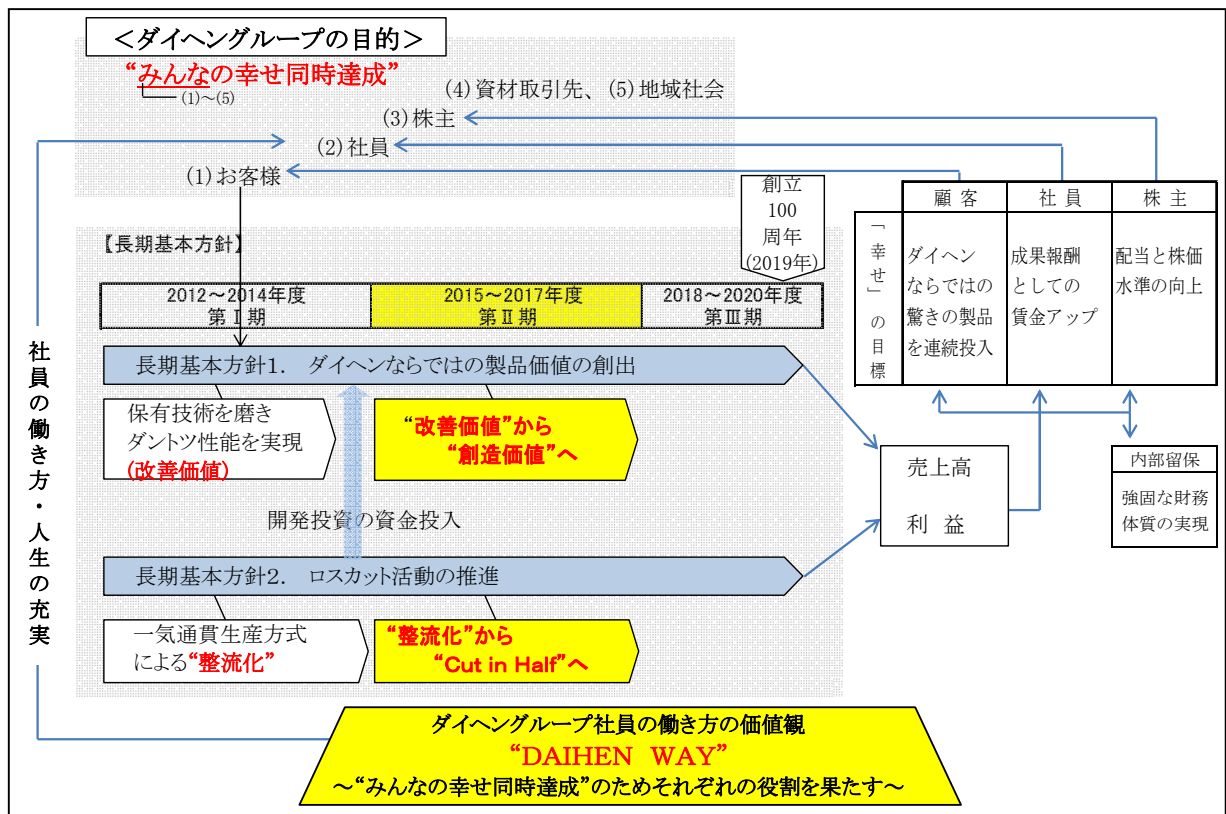 ＜ダイヘングループの目的＞
“みんなの幸せ同時達成”
(1)～(5)
(4)資材取引先、(5)地域社会
(3)株主
(2)社員
(1)お客様
創立
100
周年
(2019年)
【長期基本方針】
2012～2014年度
第Ⅰ期
2015～2017年度
第Ⅱ期
2018～2020年度
第Ⅲ期
長期基本方針1． ダイヘンならではの製品価値の創出
保有技術を磨き
ダントツ性能を実現
(改善価値)
“改善価値”から
“創造価値”へ
開発投資の資金投入
長期基本方針2． ロスカット活動の推進
一気通貫生産方式
による“整流化”
“整流化”から
“Cut in Half”へ
顧 客
社 員
株 主
「幸せ」の目標
ダイヘン
ならではの
驚きの製品
を連続投入
成果報酬
としての
賃金アップ
配当と株価
水準の向上
売上高
利 益
内部留保
強固な財務
体質の実現
社員の働き方・人生の充実
ダイヘングループ社員の働き方の価値観
“DAIHEN WAY”
～“みんなの幸せ同時達成”のためそれぞれの役割を果たす～